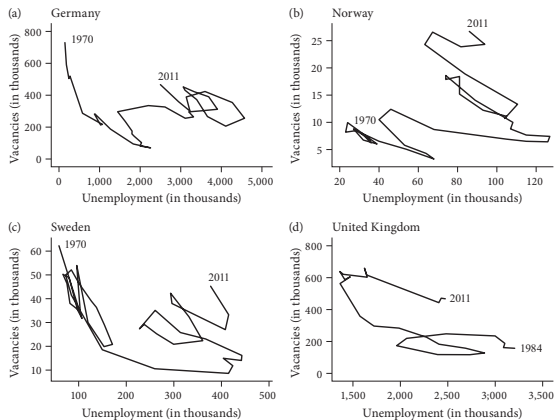 (a) Germany
Vacancies (in thousands)
800
600
400
200
0
1970
2011
0 1,000 2,000 3,000 4,000 5,000
Unemployment (in thousands)
(b) Norway
Vacancies (in thousands)
25
20
15
10
5
2011
1970
20 40 60 80 100 120
Unemployment (in thousands)
(c) Sweden
Vacancies (in thousands)
60
50
40
30
20
10
1970
2011
100 200 300 400 500
Unemployment (in thousands)
(d) United Kingdom
Vacancies (in thousands)
800
600
400
200
0
2011
1984
1,500 2,000 2,500 3,000 3,500
Unemployment (in thousands)